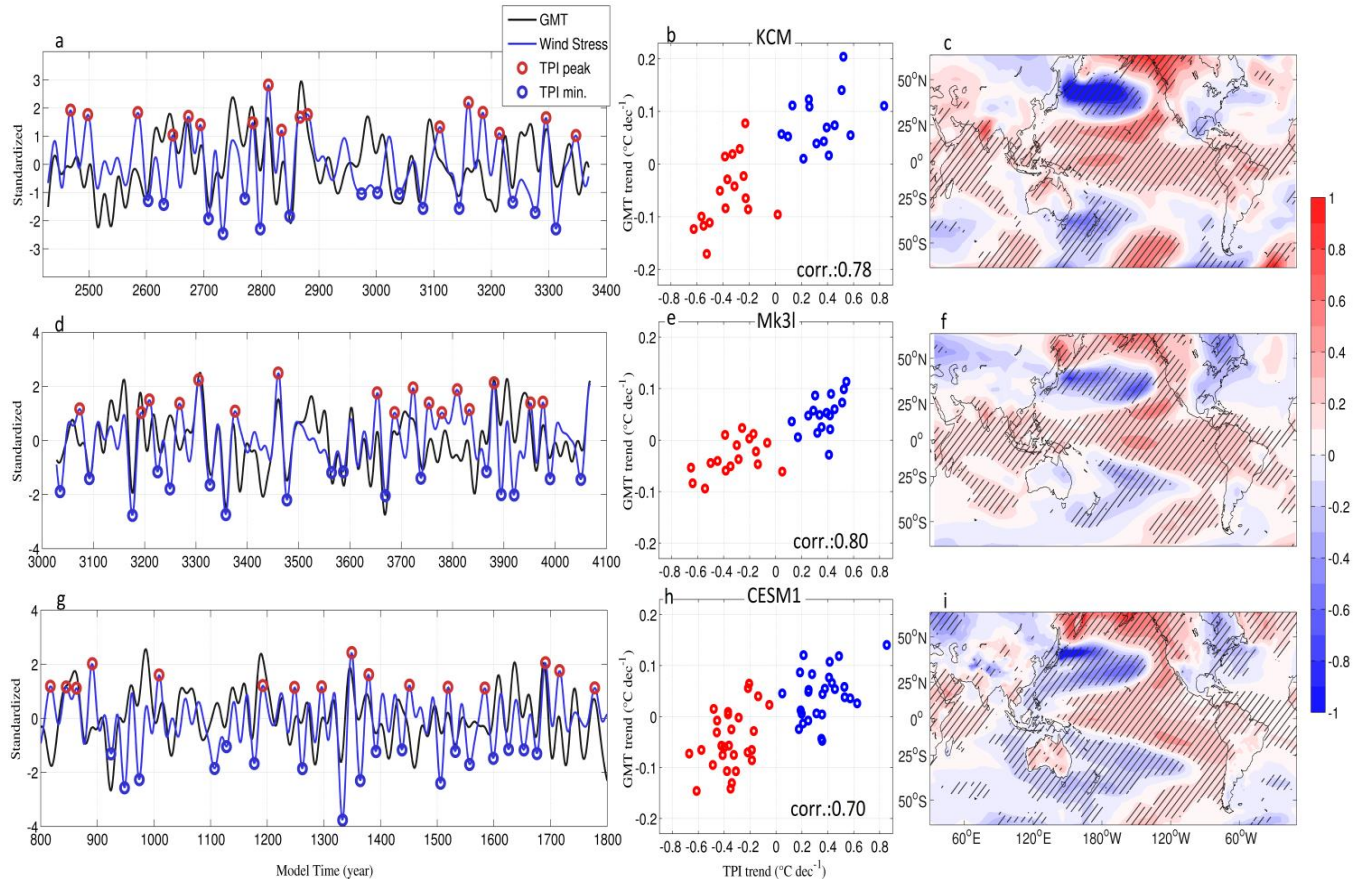 a
GMT
Wind Stress
TPI peak
TPI min.
Standardized
3
2
1
0
-1
-2
-3
2500 2600 2700 2800 2900 3000 3100 3200 3300 3400
b KCM
GMT trend (°C dec⁻¹)
0.2
0.1
0
-0.1
-0.2
corr.:0.78
-0.8 -0.6 -0.4 -0.2 0 0.2 0.4 0.6 0.8
c
50°N
25°N
0°
25°S
50°S
d
Standardized
4
2
0
-2
-4
3000 3100 3200 3300 3400 3500 3600 3700 3800 3900 4000 4100
e Mk3l
GMT trend (°C dec⁻¹)
0.2
0.1
0
-0.1
-0.2
corr.:0.80
-0.8 -0.6 -0.4 -0.2 0 0.2 0.4 0.6 0.8
f
50°N
25°N
0°
25°S
50°S
g
Standardized
4
2
0
-2
-4
800 900 1000 1100 1200 1300 1400 1500 1600 1700 1800
Model Time (year)
h CESM1
GMT trend (°C dec⁻¹)
0.2
0.1
0
-0.1
-0.2
corr.:0.70
-0.8 -0.6 -0.4 -0.2 0 0.2 0.4 0.6 0.8
TPI trend (°C dec⁻¹)
i
50°N
25°N
0°
25°S
50°S
60°E 120°E 180°W 120°W 60°W
1
0.8
0.6
0.4
0.2
0
-0.2
-0.4
-0.6
-0.8
-1